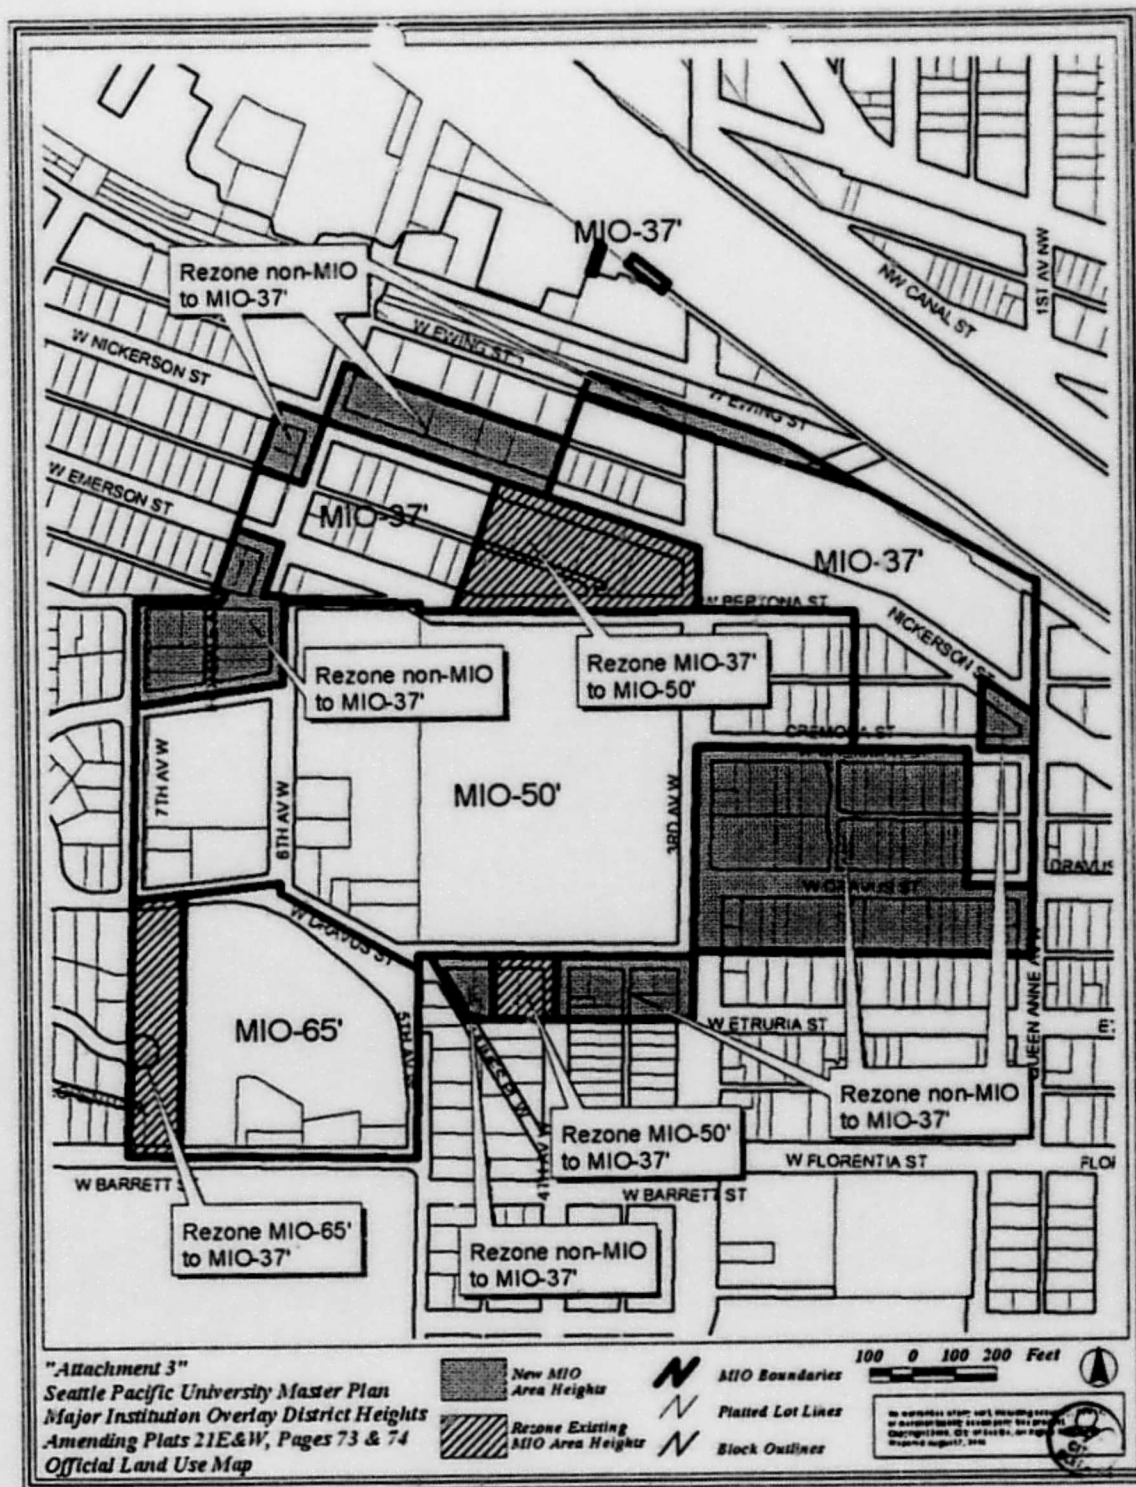 MIO-37'
Rezone non-MIO
to MIO-37'
NW CANAL ST
1ST AV NW
W NICKERSON ST
W EWING ST
W EWING ST
W EMERSON ST
MIO-37'
MIO-37'
W BERTONA ST
NICKERSON ST
Rezone non-MIO
to MIO-37'
Rezone MIO-37'
to MIO-50'
CREMONA ST
7TH AV W
6TH AV W
MIO-50'
3RD AV W
DRAVUS
W DRAVUS ST
W DRAVUS ST
MIO-65'
5TH AV W
W ETRURIA ST
QUEEN ANNE AV W
Rezone non-MIO
to MIO-37'
Rezone MIO-50'
to MIO-37'
4TH AV W
W FLORENTIA ST
FLOR
W BARRETT ST
W BARRETT ST
Rezone MIO-65'
to MIO-37'
Rezone non-MIO
to MIO-37'
"Attachment 3"
Seattle Pacific University Master Plan
Major Institution Overlay District Heights
Amending Plats 21E&W, Pages 73 & 74
Official Land Use Map
New MIO
Area Heights
Rezone Existing
MIO Area Heights
MIO Boundaries
Platted Lot Lines
Block Outlines
100 0 100 200 Feet